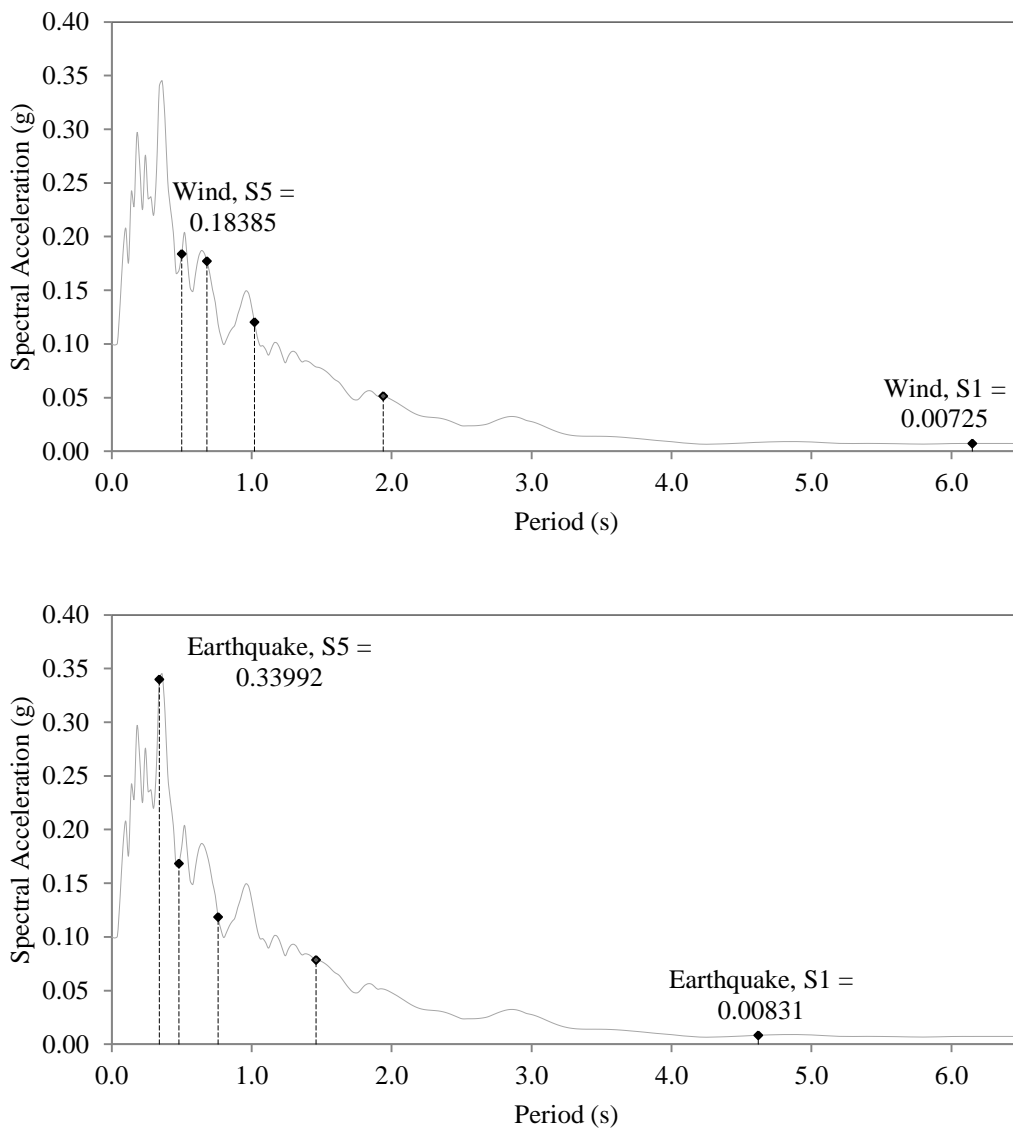 0.40
0.35
0.30
0.25
0.20
0.15
0.10
0.05
0.00
Spectral Acceleration (g)
Wind, S5 =
0.18385
Wind, S1 =
0.00725
0.0 1.0 2.0 3.0 4.0 5.0 6.0
Period (s)
0.40
0.35
0.30
0.25
0.20
0.15
0.10
0.05
0.00
Spectral Acceleration (g)
Earthquake, S5 =
0.33992
Earthquake, S1 =
0.00831
0.0 1.0 2.0 3.0 4.0 5.0 6.0
Period (s)